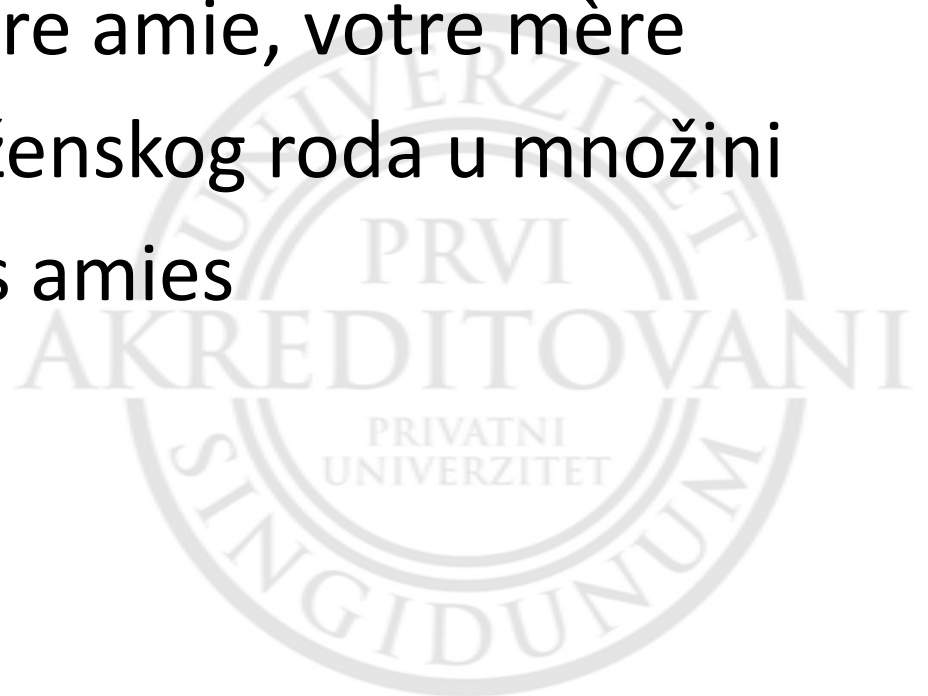 re amie, votre mère
ženskog roda u množini
s amies
UNIVERZITET
PRVI
AKREDITOVANI
PRIVATNI
UNIVERZITET
SINGIDUNUM